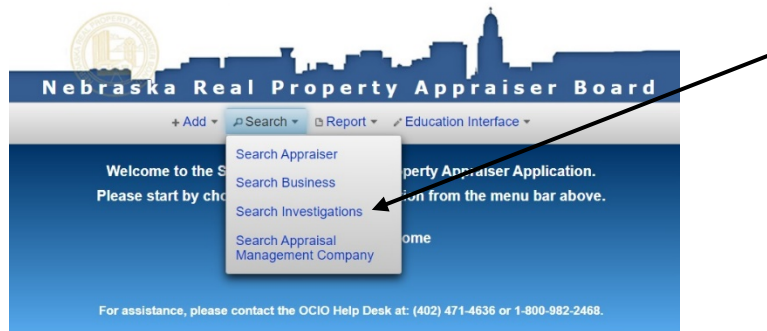 Nebraska Real Property Appraiser Board
+ Add Search Report Education Interface
Search Appraiser
Search Business
Search Investigations
Search Appraisal
Management Company
Welcome to the S perty Appraiser Application.
Please start by cho ion from the menu bar above.
ome
For assistance, please contact the OCIO Help Desk at: (402) 471-4636 or 1-800-982-2468.